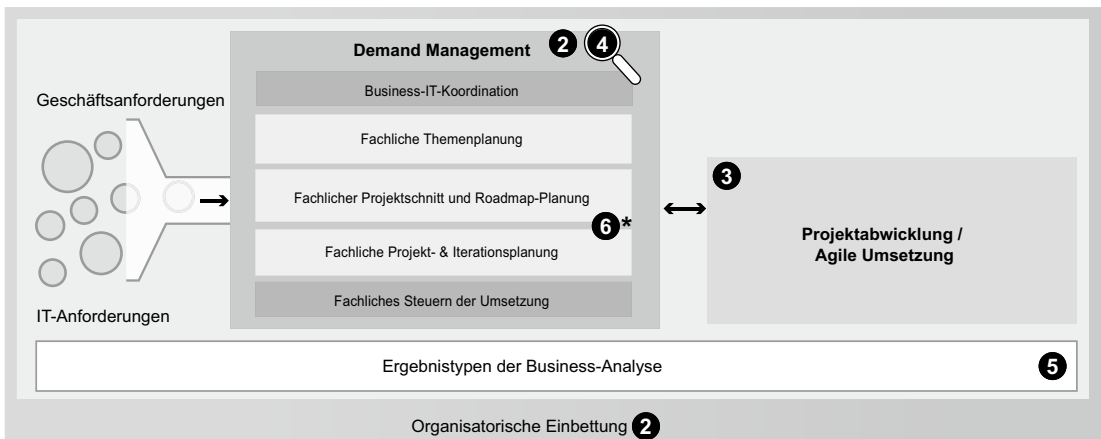 Demand Management 2 4
Business-IT-Koordination
Geschäftsanforderungen
Fachliche Themenplanung
3
Fachlicher Projektschnitt und Roadmap-Planung
6*
Projektabwicklung /
Agile Umsetzung
Fachliche Projekt- & Iterationsplanung
Fachliches Steuern der Umsetzung
IT-Anforderungen
Ergebnistypen der Business-Analyse 5
Organisatorische Einbettung 2